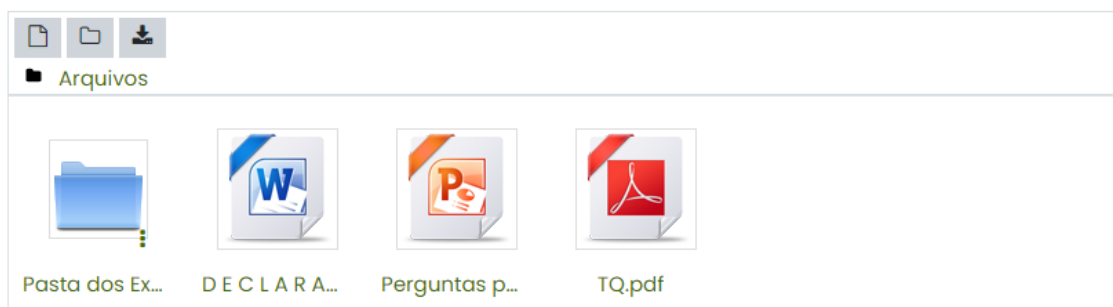 Arquivos
W
P
Pasta dos Ex...
D E C L A R A...
Perguntas p...
TQ.pdf